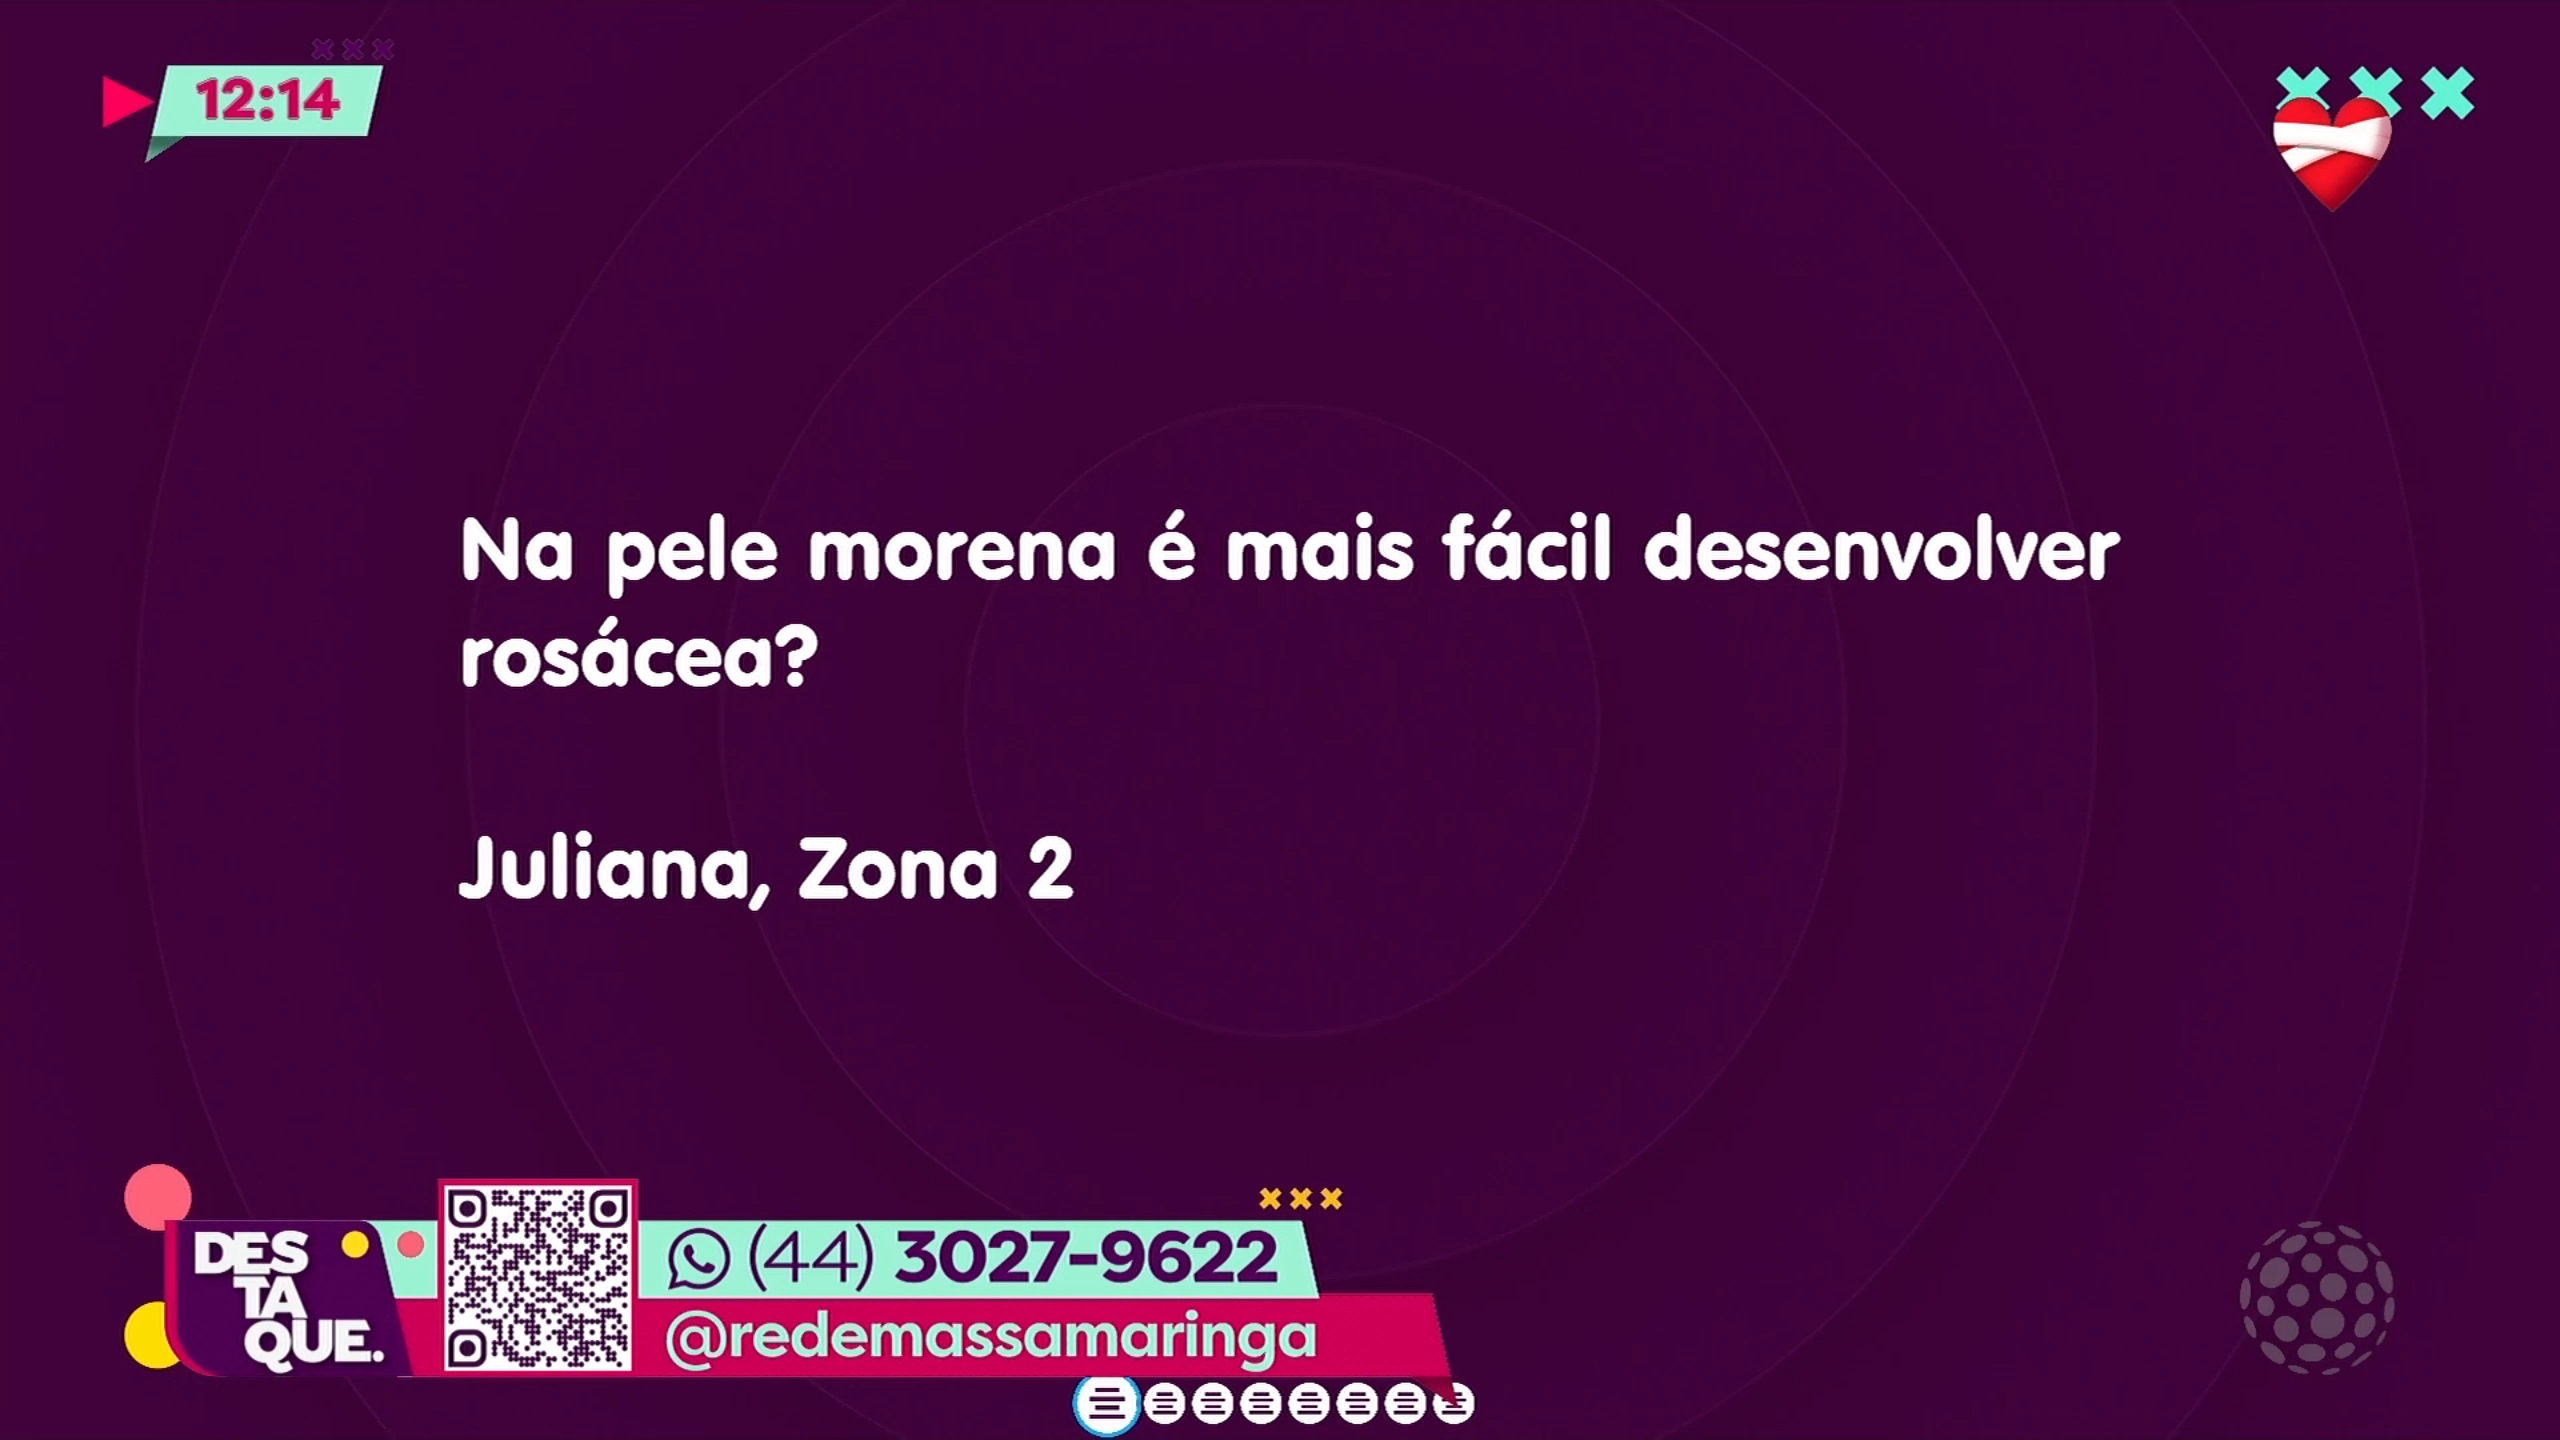 12:14
Na pele morena é mais fácil desenvolver
rosácea?
Juliana, Zona 2
DES
TA
QUE.
(44) 3027-9622
@redemassamaringa